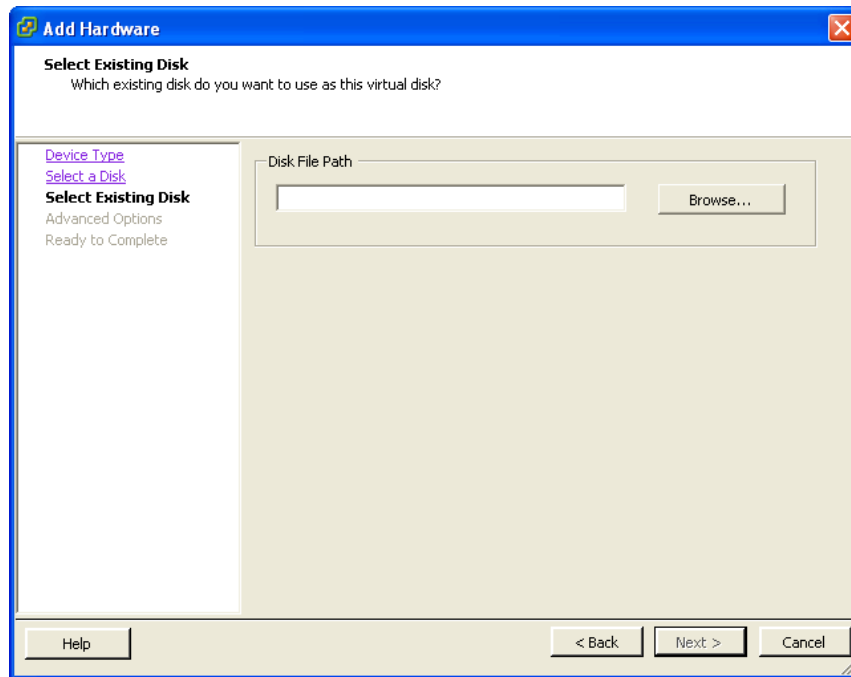 Add Hardware
Select Existing Disk
Which existing disk do you want to use as this virtual disk?
Device Type
Select a Disk
Select Existing Disk
Advanced Options
Ready to Complete
Disk File Path
Browse...
Help
< Back
Next >
Cancel